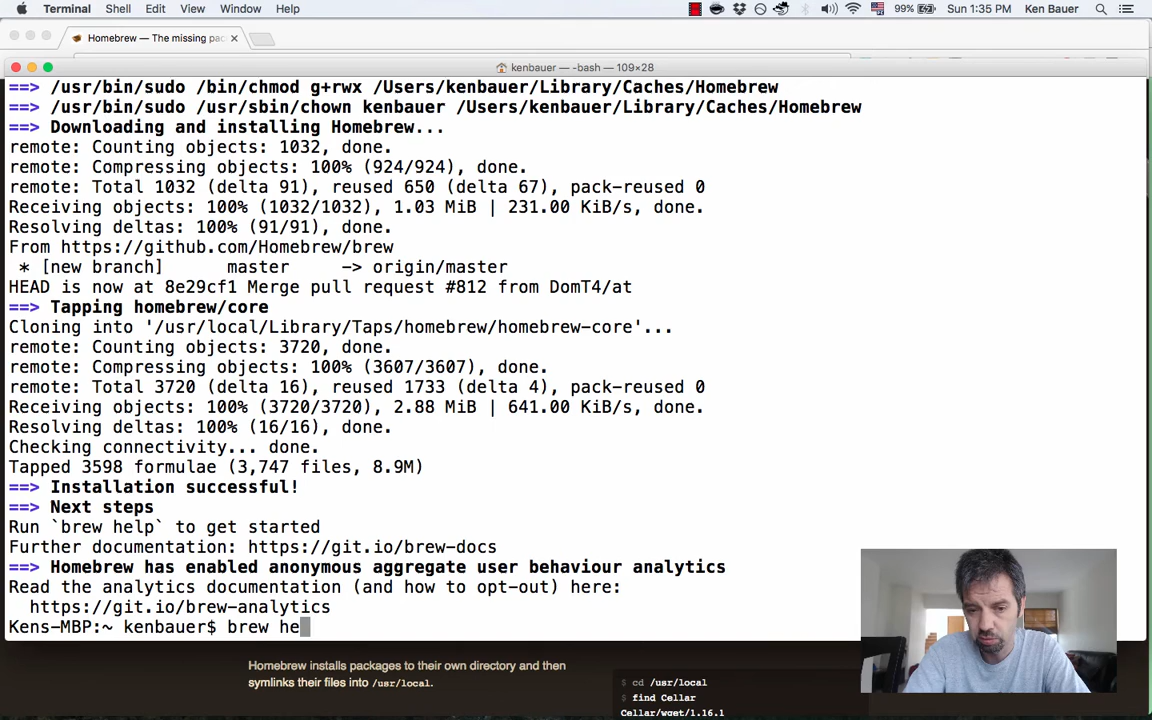 Terminal Shell Edit View Window Help 99% Sun 1:35 PM Ken Bauer
Homebrew — The missing pac
kenbauer — -bash — 109×28
==> /usr/bin/sudo /bin/chmod g+rwx /Users/kenbauer/Library/Caches/Homebrew
==> /usr/bin/sudo /usr/sbin/chown kenbauer /Users/kenbauer/Library/Caches/Homebrew
==> Downloading and installing Homebrew...
remote: Counting objects: 1032, done.
remote: Compressing objects: 100% (924/924), done.
remote: Total 1032 (delta 91), reused 650 (delta 67), pack-reused 0
Receiving objects: 100% (1032/1032), 1.03 MiB | 231.00 KiB/s, done.
Resolving deltas: 100% (91/91), done.
From https://github.com/Homebrew/brew
 * [new branch]      master     -> origin/master
HEAD is now at 8e29cf1 Merge pull request #812 from DomT4/at
==> Tapping homebrew/core
Cloning into '/usr/local/Library/Taps/homebrew/homebrew-core'...
remote: Counting objects: 3720, done.
remote: Compressing objects: 100% (3607/3607), done.
remote: Total 3720 (delta 16), reused 1733 (delta 4), pack-reused 0
Receiving objects: 100% (3720/3720), 2.88 MiB | 641.00 KiB/s, done.
Resolving deltas: 100% (16/16), done.
Checking connectivity... done.
Tapped 3598 formulae (3,747 files, 8.9M)
==> Installation successful!
==> Next steps
Run `brew help` to get started
Further documentation: https://git.io/brew-docs
==> Homebrew has enabled anonymous aggregate user behaviour analytics
Read the analytics documentation (and how to opt-out) here:
  https://git.io/brew-analytics
Kens-MBP:~ kenbauer$ brew he
Homebrew installs packages to their own directory and then
symlinks their files into /usr/local.
$ cd /usr/local
$ find Cellar
Cellar/wget/1.16.1